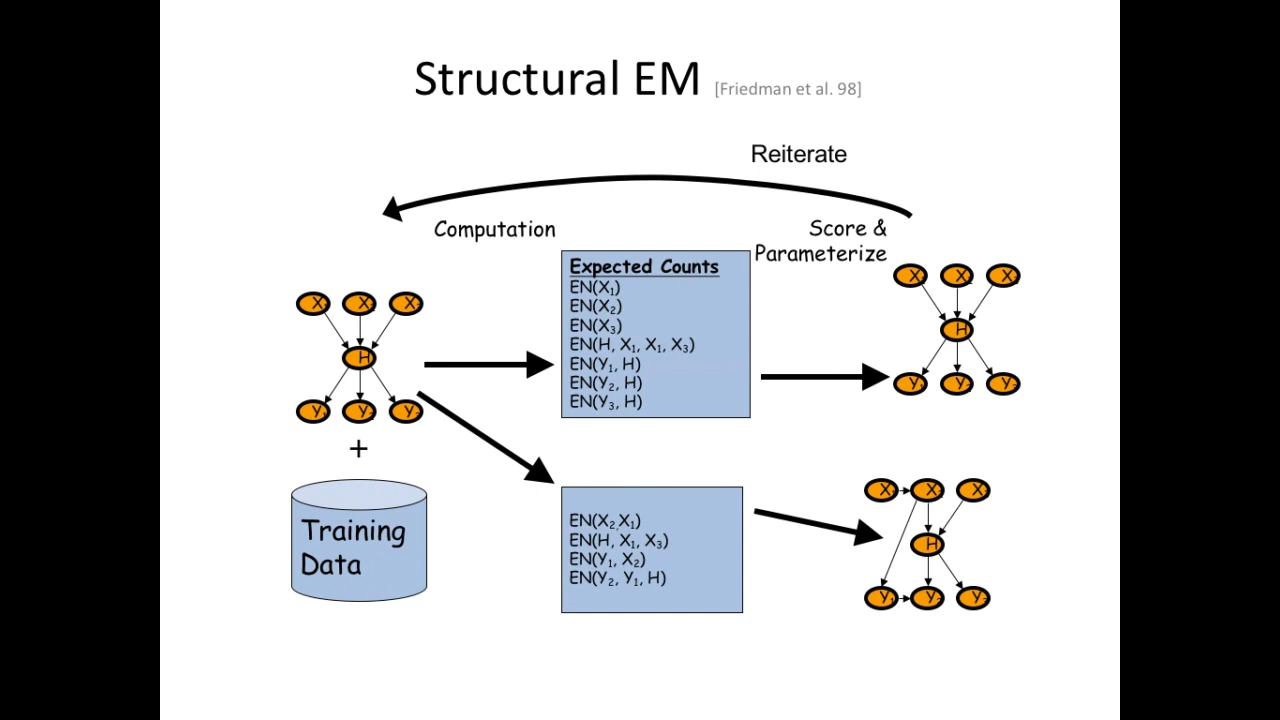 Structural EM [Friedman et al. 98]
Reiterate
Computation
Score &
Parameterize
Expected Counts
EN(X₁)
EN(X₂)
EN(X₃)
EN(H, X₁, X₁, X₃)
EN(Y₁, H)
EN(Y₂, H)
EN(Y₃, H)
X X X
H
Y Y Y
+
Training
Data
X X X
H
Y Y Y
EN(X₂,X₁)
EN(H, X₁, X₃)
EN(Y₁, X₂)
EN(Y₂, Y₁, H)
X X X
H
Y Y Y